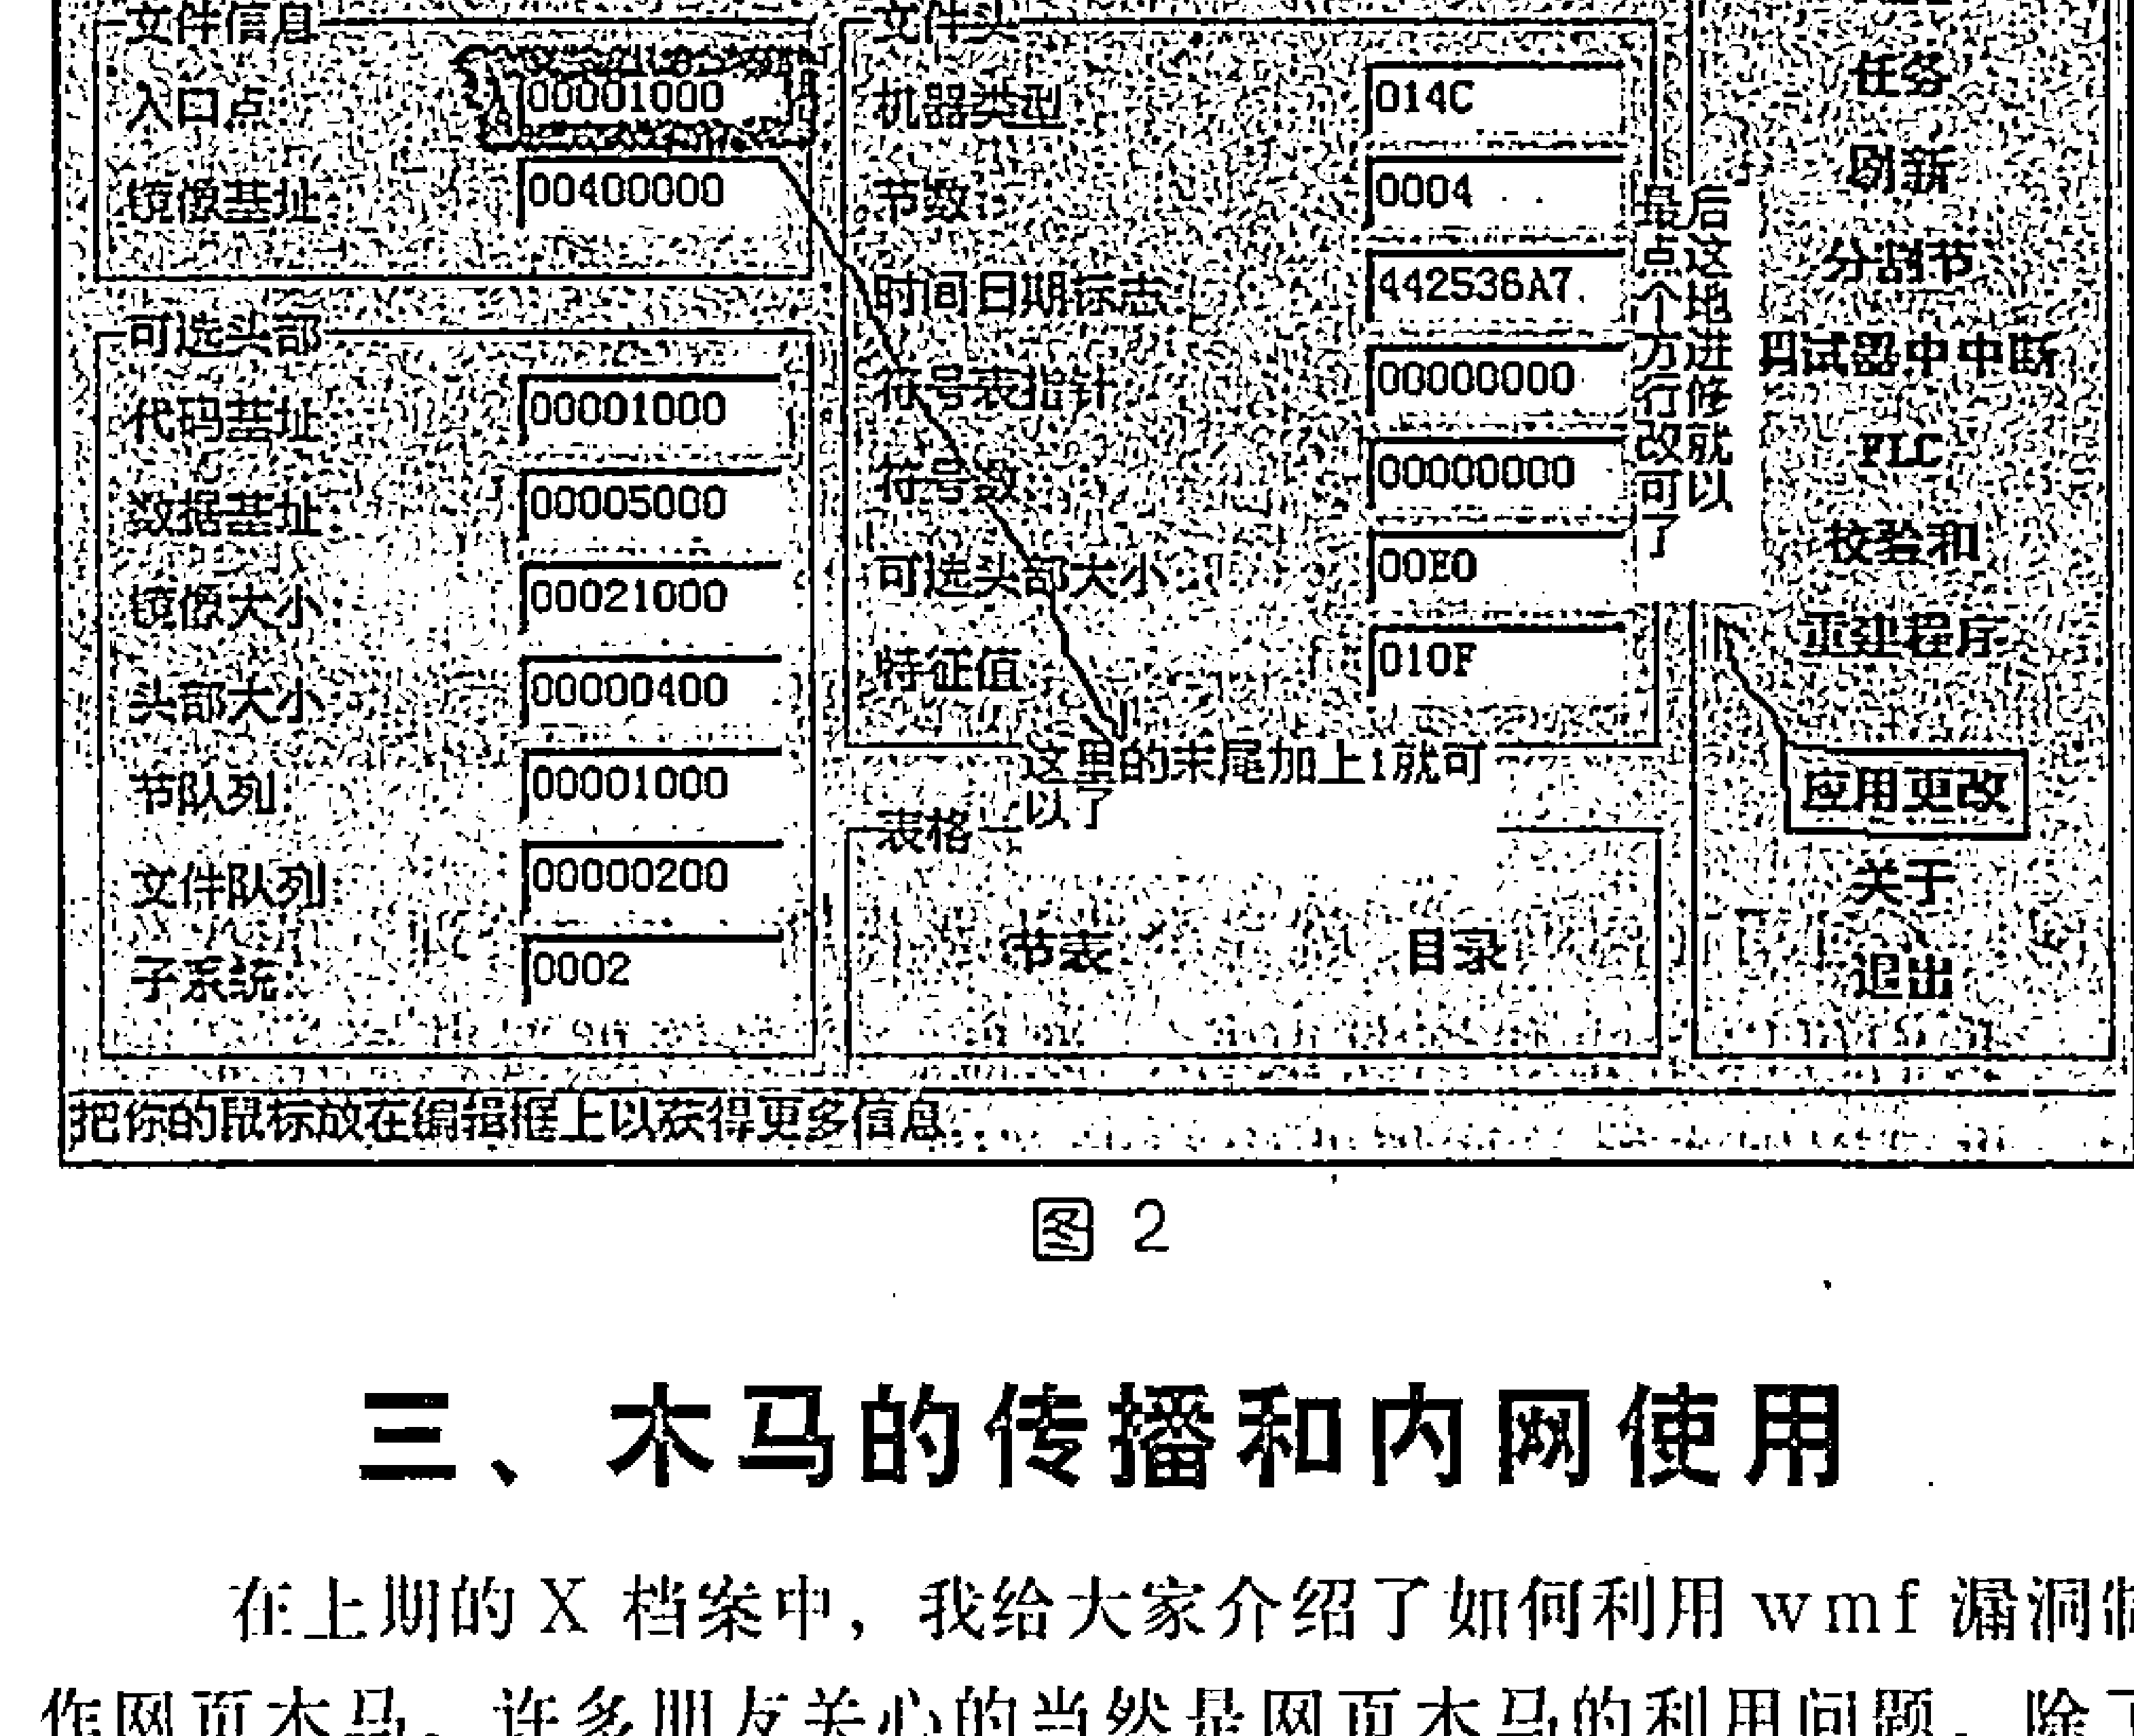 文件信息
入口点 00001000
镜像基址 00400000
可选头部
代码基址 00001000
数据基址 00005000
镜像大小 00021000
头部大小 00000400
节队列 00001000
文件队列 00000200
子系统 0002
文件头
机器类型 014C
节数 0004
时间日期标志 442536A7
符号表指针 00000000
符号数 00000000
可选头部大小 00E0
特征值 010F
这里的末尾加上1就可
以了
表格
节表 目录
最后
点这
个地
方进
行修
改就
可以
了
任务
刷新
分割节
试器中中断
FLC
校验和
重建程序
应用更改
关于
退出
把你的鼠标放在编辑框上以获得更多信息
图 2
三、木马的传播和内网使用
在上期的 X 档案中，我给大家介绍了如何利用 wmf 漏洞制
作网页木马。许多朋友关心的当然是网页木马的利用问题，除了